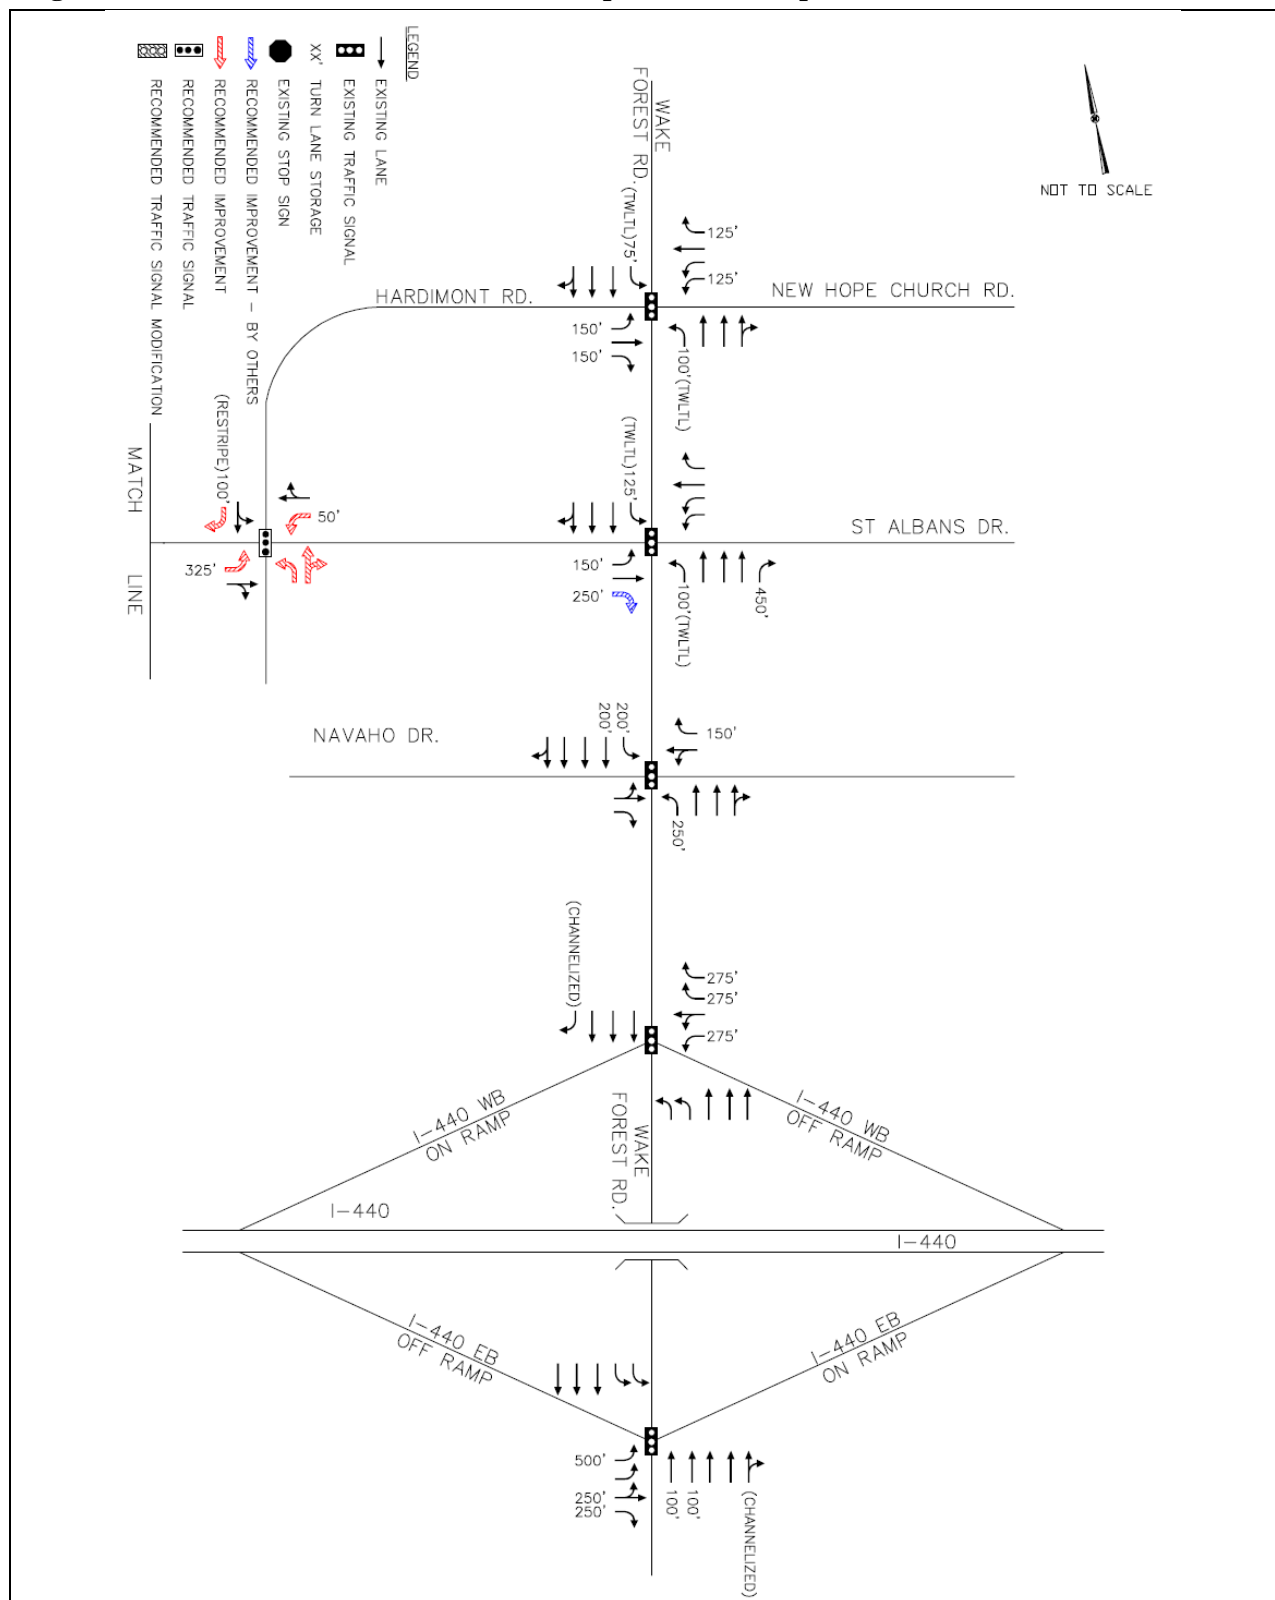 LEGEND
EXISTING LANE
EXISTING TRAFFIC SIGNAL
XX' TURN LANE STORAGE
EXISTING STOP SIGN
RECOMMENDED IMPROVEMENT - BY OTHERS
RECOMMENDED IMPROVEMENT
RECOMMENDED TRAFFIC SIGNAL
RECOMMENDED TRAFFIC SIGNAL MODIFICATION
NOT TO SCALE
WAKE
FOREST RD.
(TWLTL)75'
125'
125'
HARDIMONT RD.
NEW HOPE CHURCH RD.
150'
150'
100'(TWLTL)
(TWLTL)125'
(RESTRIPE)100'
MATCH
LINE
50'
325'
ST ALBANS DR.
150'
250'
100'(TWLTL)
450'
NAVAHO DR.
200'
200'
150'
250'
(CHANNELIZED)
275'
275'
275'
I-440 WB
ON RAMP
WAKE
FOREST RD.
I-440 WB
OFF RAMP
I-440
I-440
I-440 EB
OFF RAMP
I-440 EB
ON RAMP
500'
250'
250'
100'
100'
(CHANNELIZED)